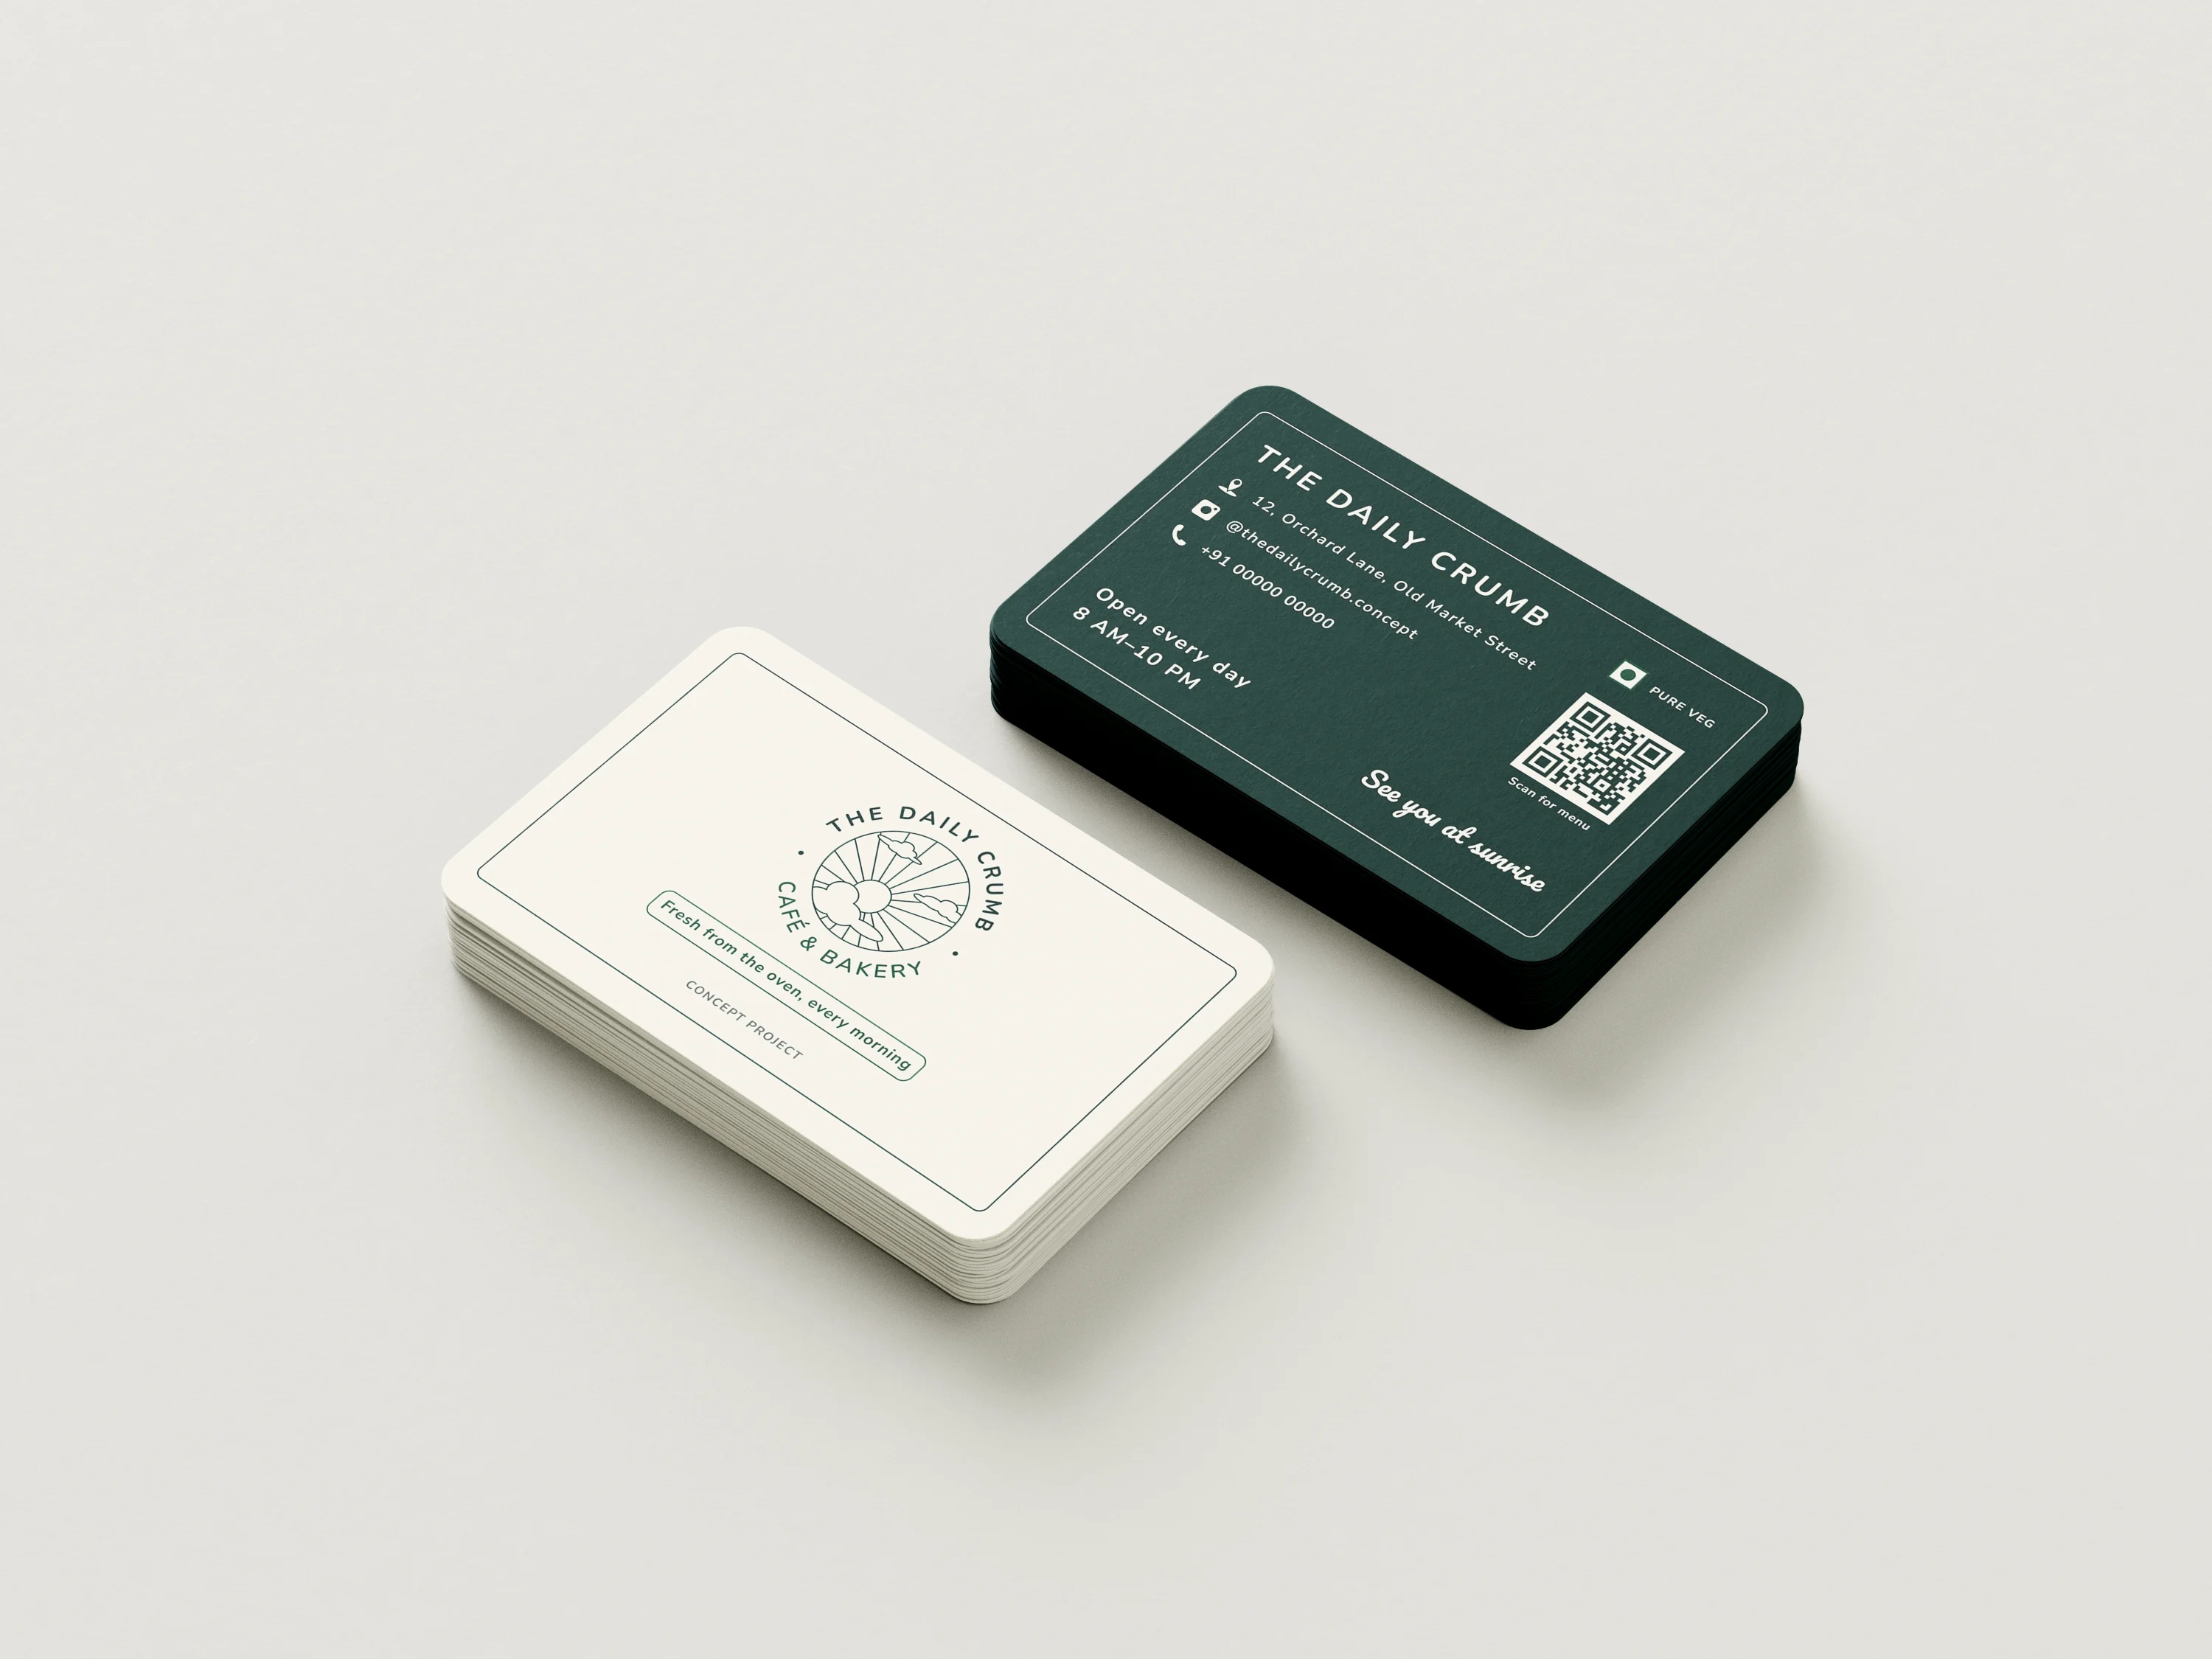 THE DAILY CRUMB
CAFÉ & BAKERY
Fresh from the oven, every morning
CONCEPT PROJECT
THE DAILY CRUMB
12, Orchard Lane, Old Market Street
@thedailycrumb.concept
+91 00000 00000
Open every day
8 AM–10 PM
PURE VEG
Scan for menu
See you at sunrise